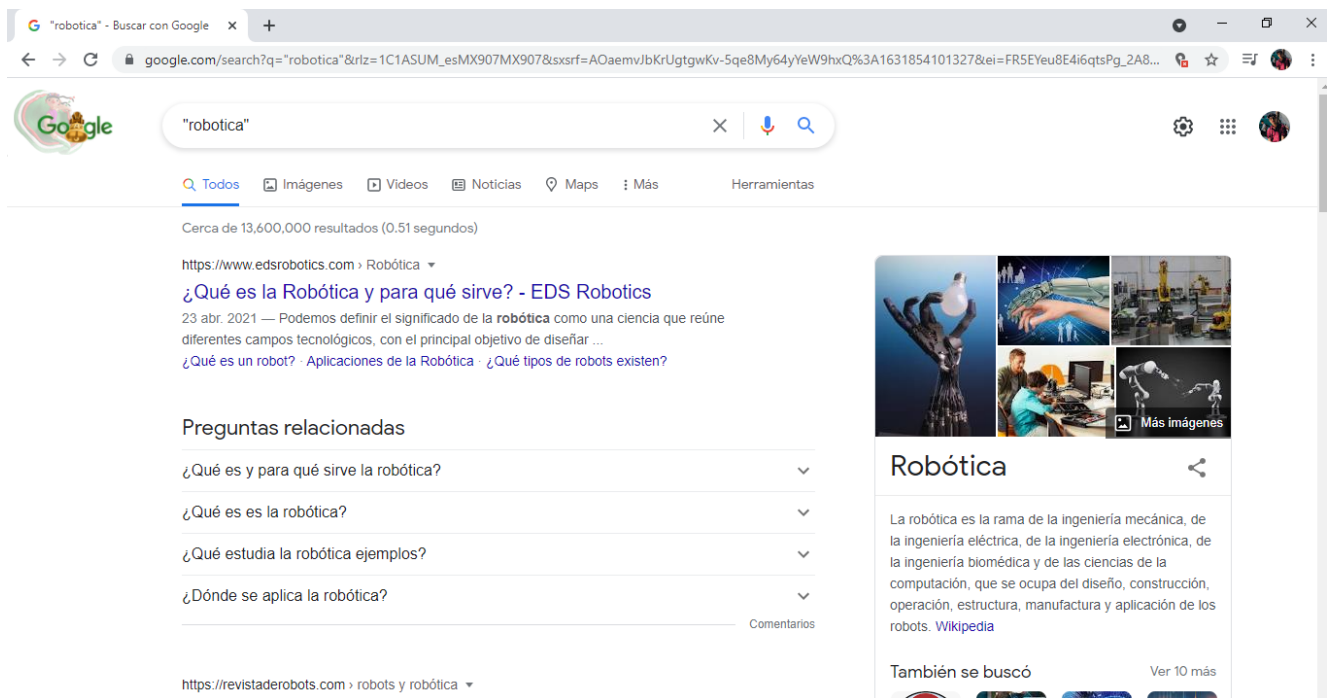 "robotica" - Buscar con Google
google.com/search?q="robotica"&rlz=1C1ASUM_esMX907MX907&sxsrf=AOaemvJbKrUgtgwKv-5qe8My64yYeW9hxQ%3A1631854101327&ei=FR5EYeu8E4i6qtsPg_2A8...
Google
"robotica"
Todos Imágenes Videos Noticias Maps Más Herramientas
Cerca de 13,600,000 resultados (0.51 segundos)
https://www.edsrobotics.com › Robótica
¿Qué es la Robótica y para qué sirve? - EDS Robotics
23 abr. 2021 — Podemos definir el significado de la robótica como una ciencia que reúne
diferentes campos tecnológicos, con el principal objetivo de diseñar ...
¿Qué es un robot? · Aplicaciones de la Robótica · ¿Qué tipos de robots existen?
Preguntas relacionadas
¿Qué es y para qué sirve la robótica?
¿Qué es es la robótica?
¿Qué estudia la robótica ejemplos?
¿Dónde se aplica la robótica?
Comentarios
https://revistaderobots.com › robots y robótica
Más imágenes
Robótica
La robótica es la rama de la ingeniería mecánica, de
la ingeniería eléctrica, de la ingeniería electrónica, de
la ingeniería biomédica y de las ciencias de la
computación, que se ocupa del diseño, construcción,
operación, estructura, manufactura y aplicación de los
robots. Wikipedia
También se buscó Ver 10 más